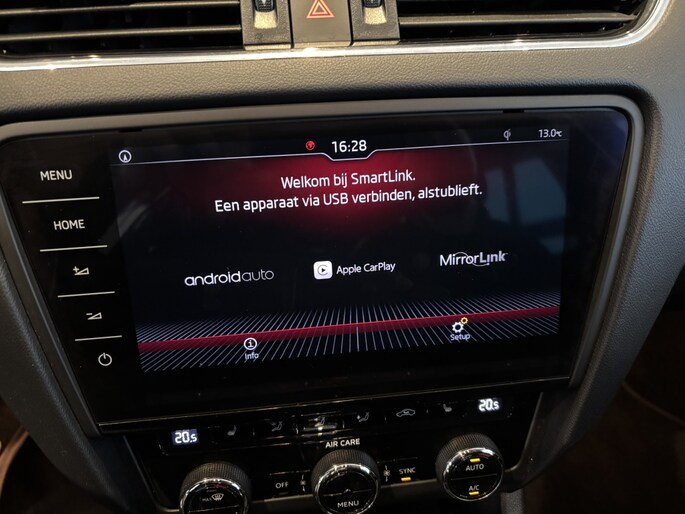 16:28
13.0°C
MENU
HOME
Welkom bij SmartLink.
Een apparaat via USB verbinden, alstublieft.
androidauto
Apple CarPlay
MirrorLink
Info
Setup
20.5
20.5
AIR CARE
OFF
SYNC
AUTO
MENU
A/C